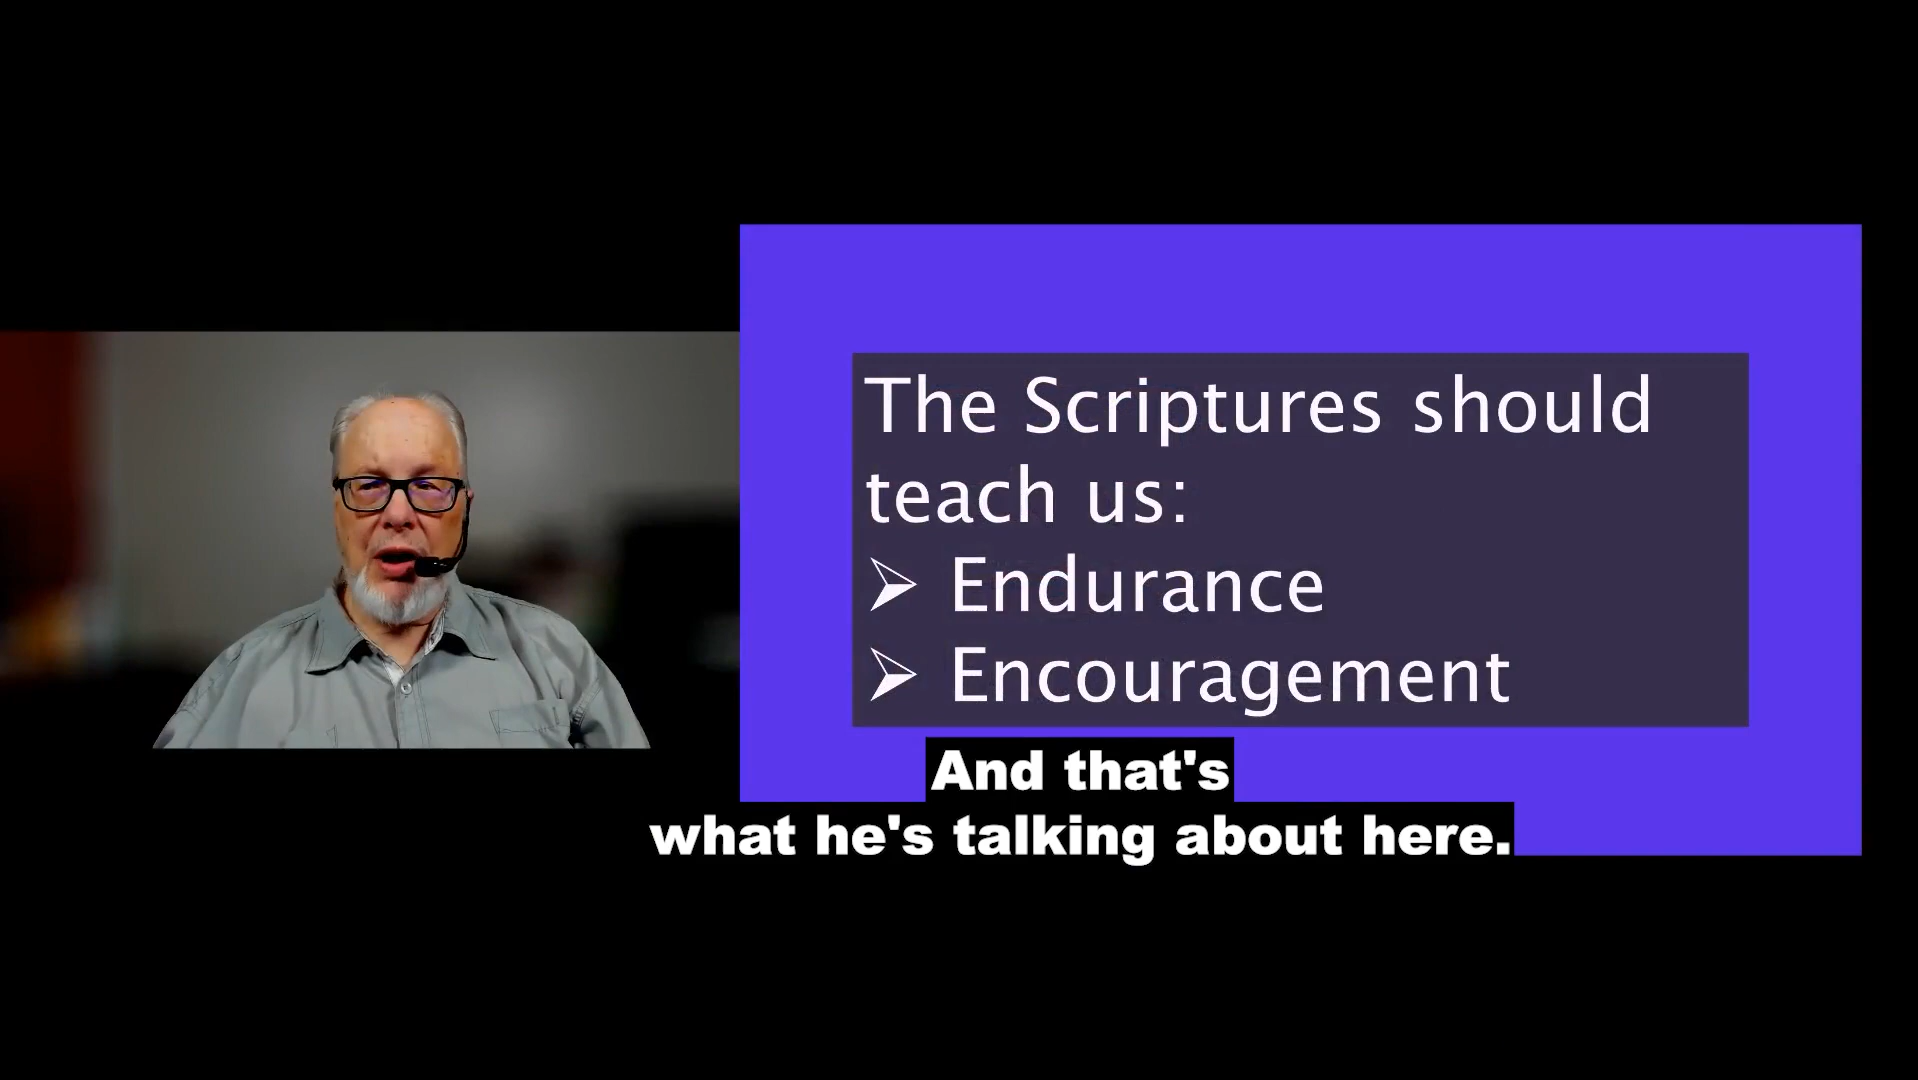 The Scriptures should
teach us:
➢ Endurance
➢ Encouragement
And that's
what he's talking about here.